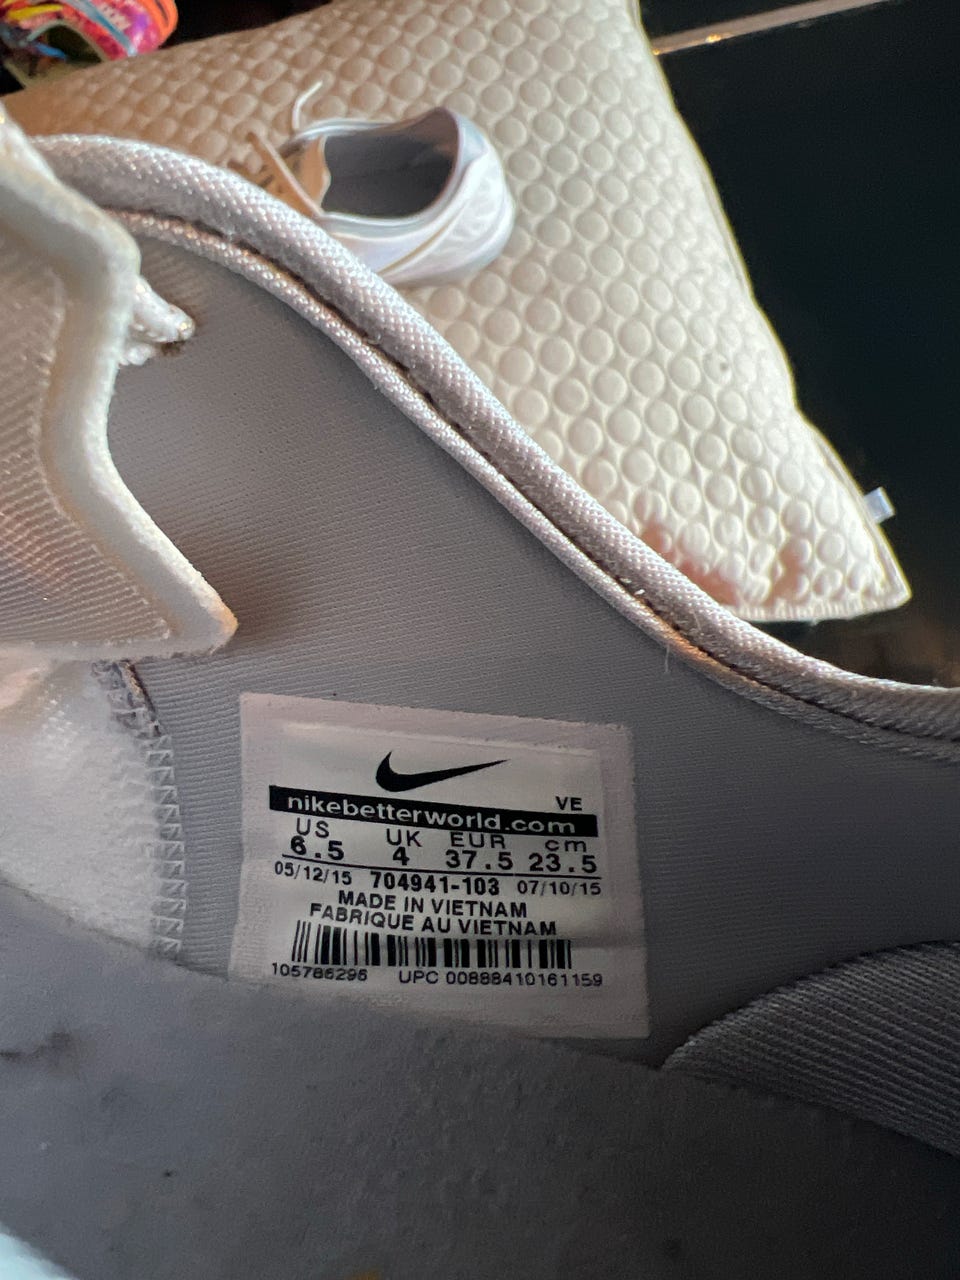 VE
nikebetterworld.com
US UK EUR cm
6.5 4 37.5 23.5
05/12/15 704941-103 07/10/15
MADE IN VIETNAM
FABRIQUE AU VIETNAM
105786296 UPC 00888410161159